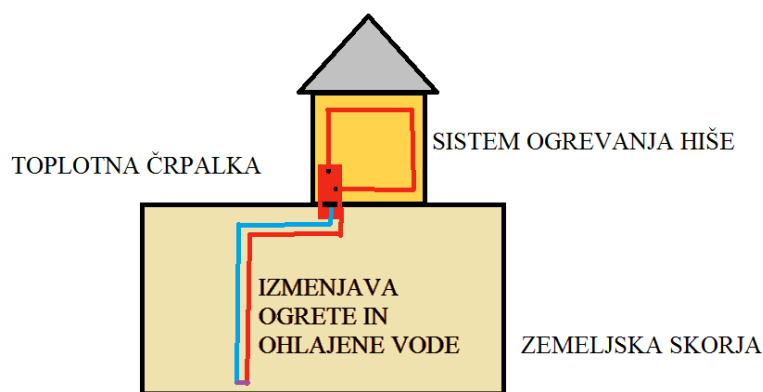 SISTEM OGREVANJA HIŠE
TOPLOTNA ČRPALKA
IZMENJAVA
OGRETE IN
OHLAJENE VODE
ZEMELJSKA SKORJA